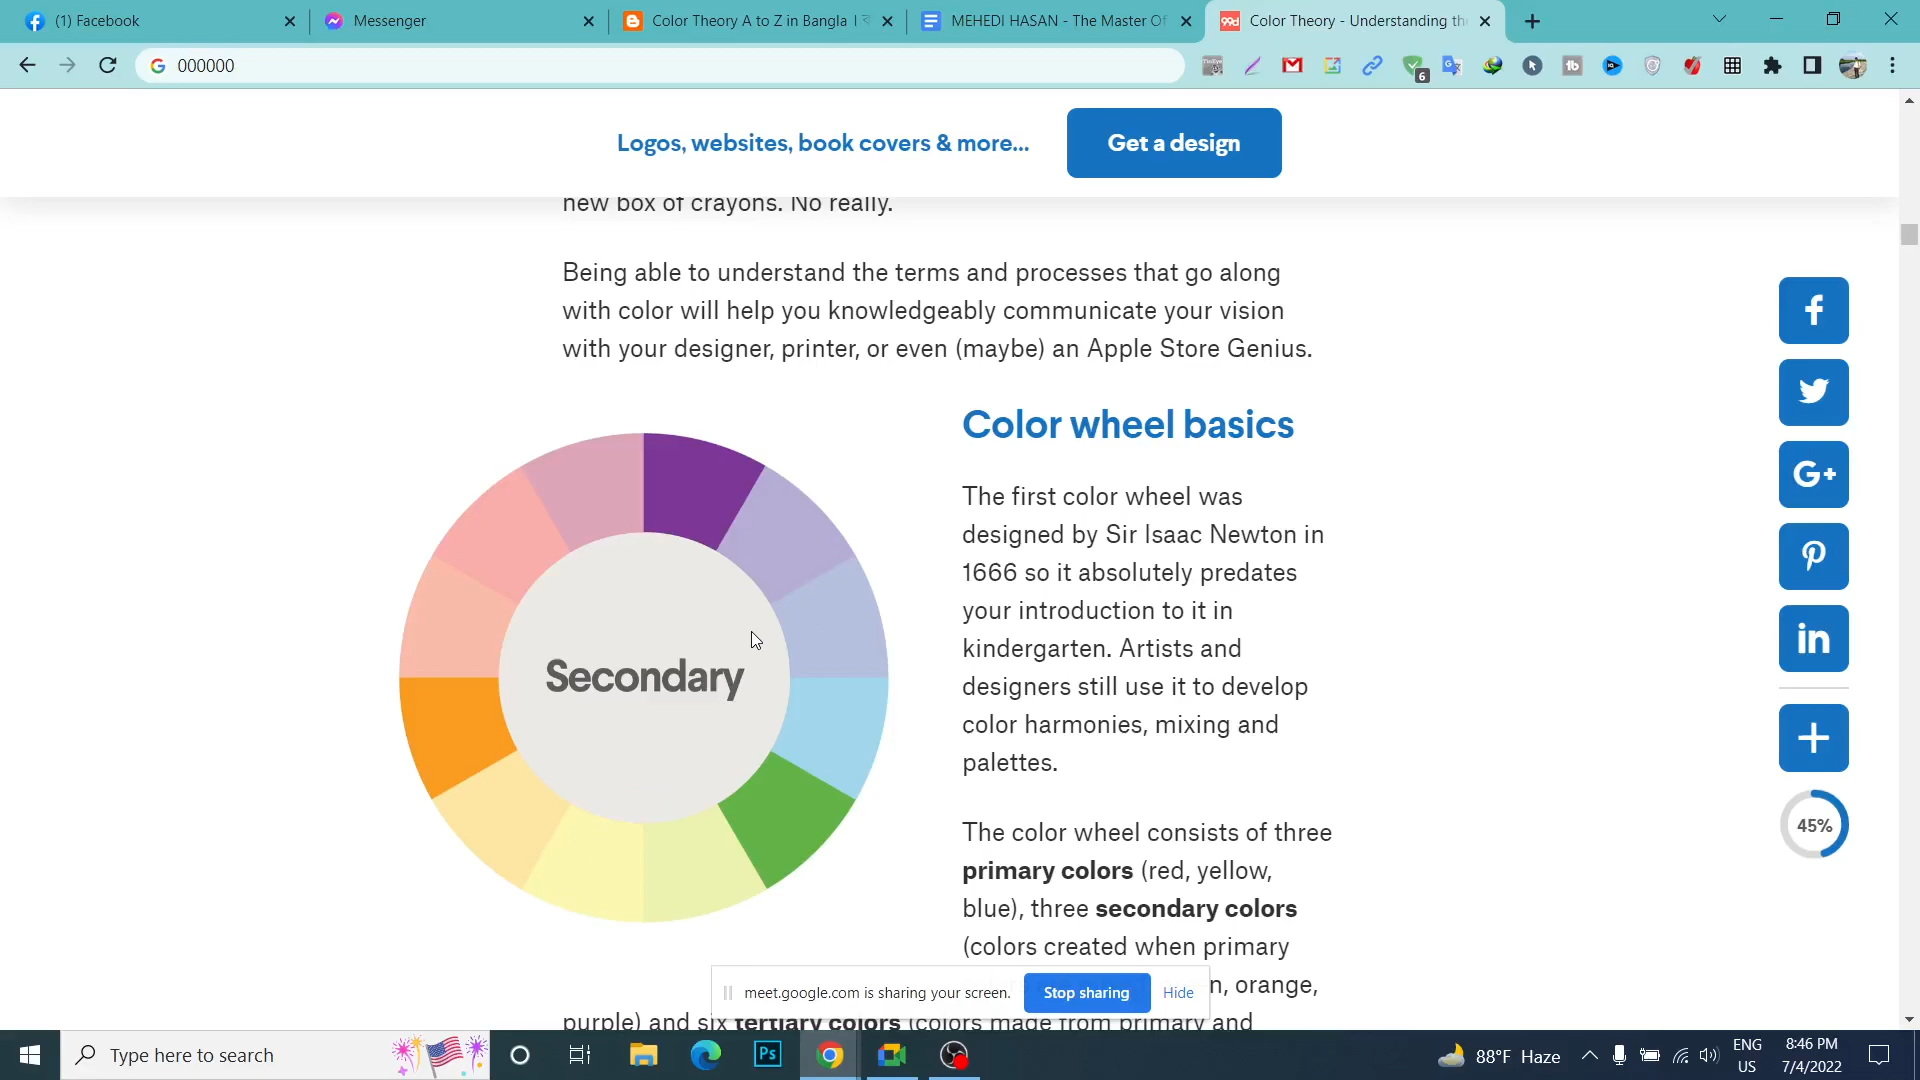 (1) Facebook
Messenger
Color Theory A to Z in Bangla ।
MEHEDI HASAN - The Master Of
Color Theory - Understanding th
000000
6
Logos, websites, book covers & more...
Get a design
new box of crayons. No really.
Being able to understand the terms and processes that go along
with color will help you knowledgeably communicate your vision
with your designer, printer, or even (maybe) an Apple Store Genius.
Color wheel basics
The first color wheel was
designed by Sir Isaac Newton in
1666 so it absolutely predates
your introduction to it in
kindergarten. Artists and
designers still use it to develop
color harmonies, mixing and
palettes.
Secondary
The color wheel consists of three
primary colors (red, yellow,
blue), three secondary colors
(colors created when primary
n, orange,
purple) and six tertiary colors (colors made from primary and
45%
meet.google.com is sharing your screen.
Stop sharing
Hide
Type here to search
Ps
88°F Haze
ENG
US
8:46 PM
7/4/2022